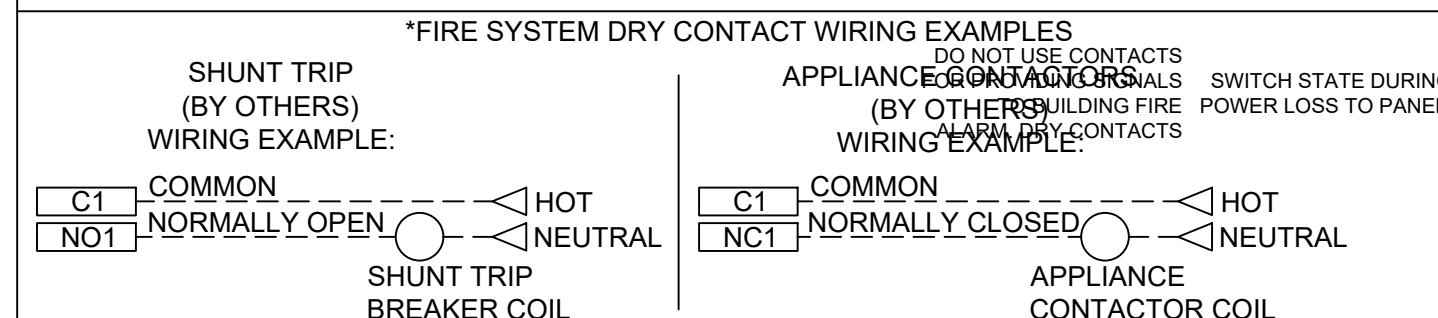 *FIRE SYSTEM DRY CONTACT WIRING EXAMPLES
SHUNT TRIP
(BY OTHERS)
WIRING EXAMPLE:
C1 COMMON HOT
NO1 NORMALLY OPEN NEUTRAL
SHUNT TRIP
BREAKER COIL
APPLIANCE CONTACTORS
(BY OTHERS)
WIRING EXAMPLE:
DO NOT USE CONTACTS
FOR PROVIDING SIGNALS
TO BUILDING FIRE
ALARM. DRY CONTACTS
SWITCH STATE DURING
POWER LOSS TO PANEL
C1 COMMON HOT
NC1 NORMALLY CLOSED NEUTRAL
APPLIANCE
CONTACTOR COIL